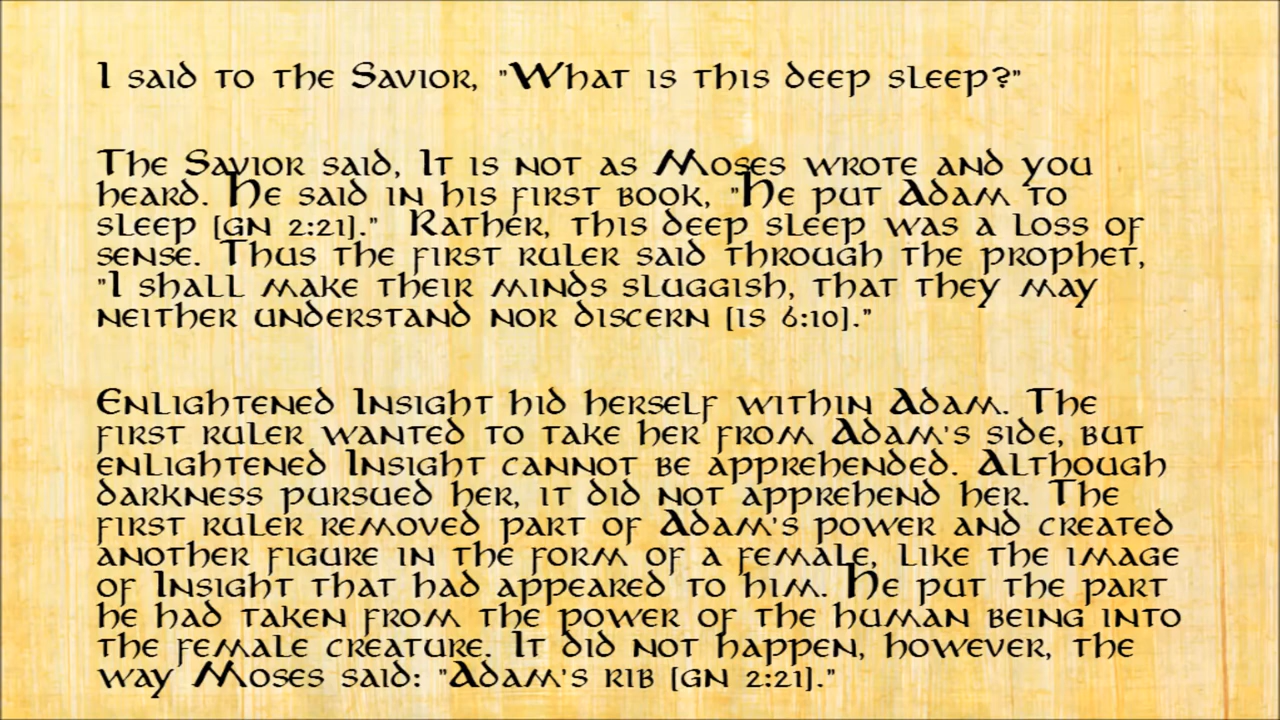 I said to the Savior, "What is this deep sleep?"
The Savior said, It is not as Moses wrote and you
heard. He said in his first book, "He put Adam to
sleep [Gn 2:21]."  Rather, this deep sleep was a loss of
sense. Thus the first ruler said through the prophet,
"I shall make their minds sluggish, that they may
neither understand nor discern [Is 6:10]."
Enlightened Insight hid herself within Adam. The
first ruler wanted to take her from Adam's side, but
enlightened Insight cannot be apprehended. Although
darkness pursued her, it did not apprehend her. The
first ruler removed part of Adam's power and created
another figure in the form of a female, like the image
of Insight that had appeared to him. He put the part
he had taken from the power of the human being into
the female creature. It did not happen, however, the
way Moses said: "Adam's rib [Gn 2:21]."